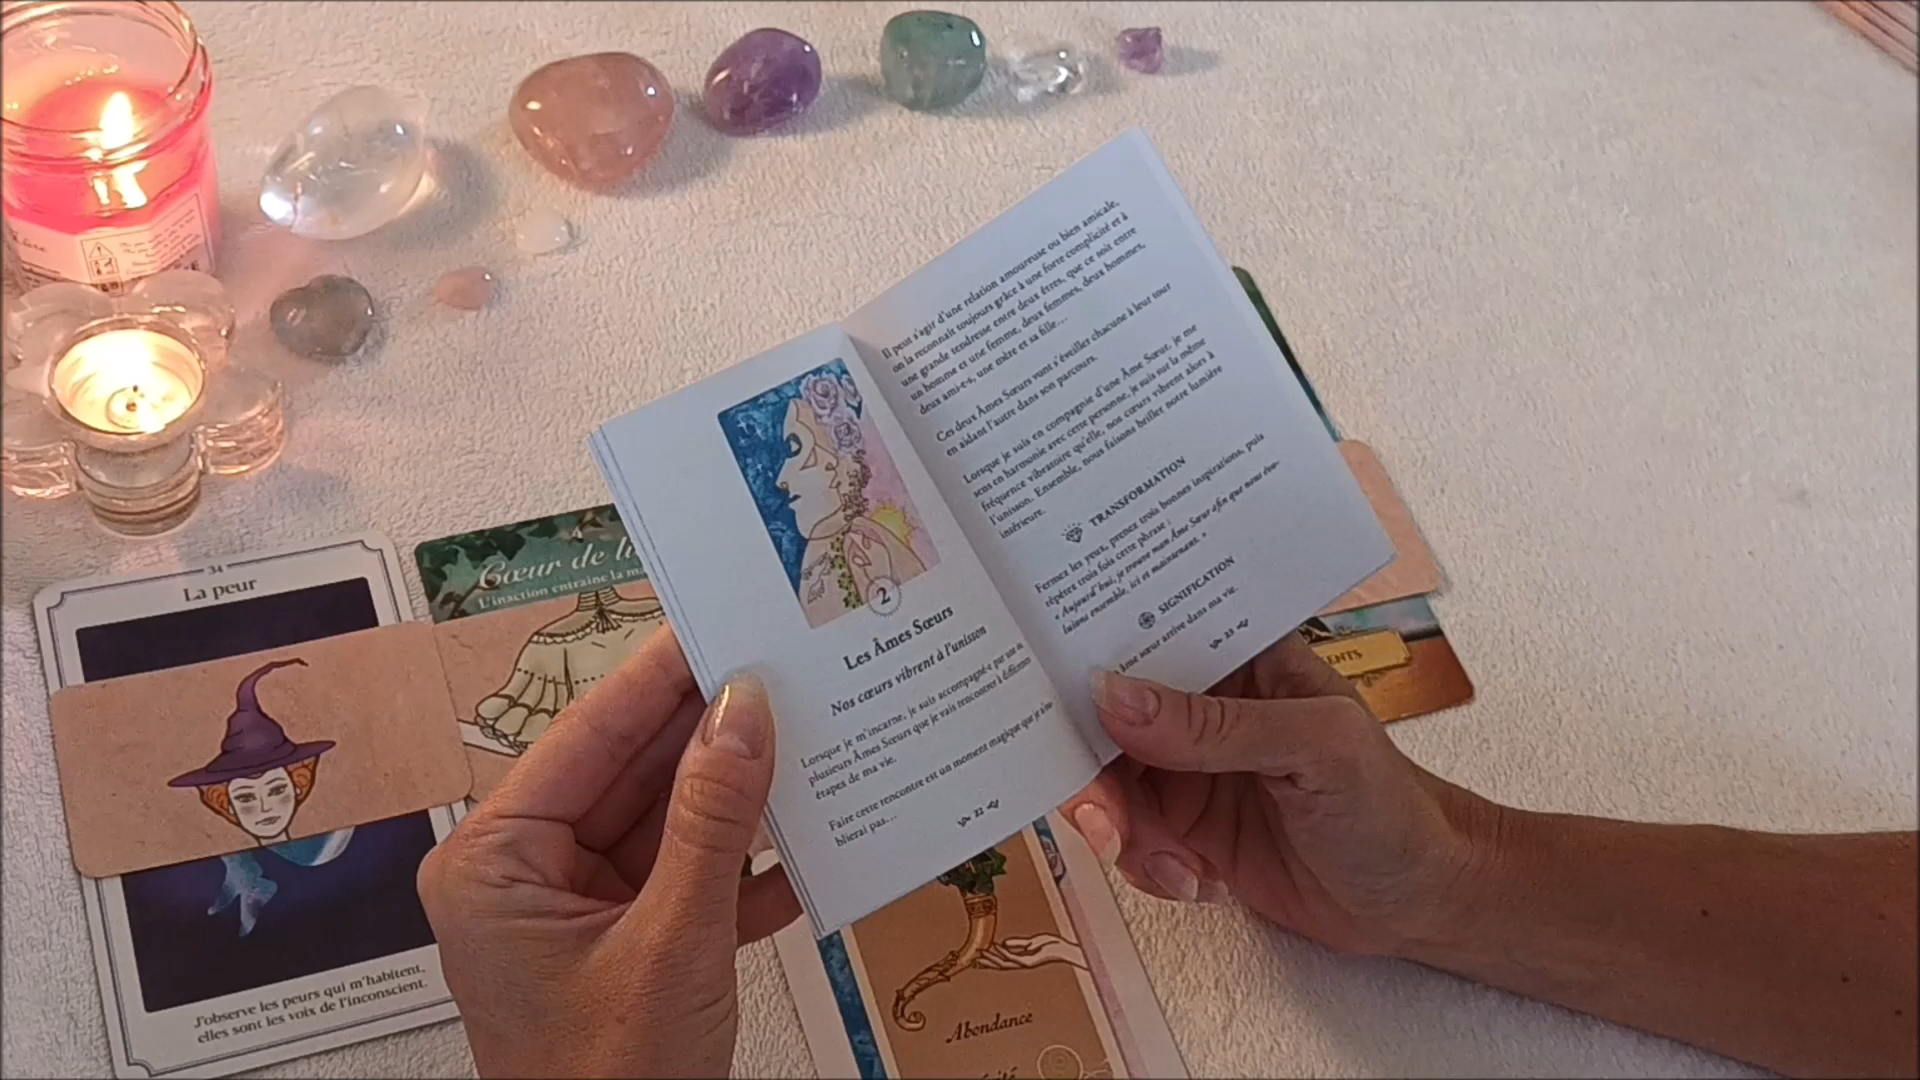 34
La peur
J'observe les peurs qui m'habitent,
elles sont les voix de l'inconscient.
Cœur de
L'inaction entraine la
2
Les Âmes Sœurs
Nos cœurs vibrent à l'unisson
Lorsque je m'incarne, je suis accompagné·e par une ou
plusieurs Âmes Sœurs que je vais rencontrer à différentes
étapes de ma vie.
Faire cette rencontre est un moment magique que je n'ou-
blierai pas…
22
Il peut s'agir d'une relation amoureuse ou bien amicale,
on la reconnait toujours grâce à une forte complicité et à
une grande tendresse entre deux êtres, que ce soit entre
un homme et une femme, deux femmes, deux hommes,
deux ami·e·s, une mère et sa fille…
Ces deux Âmes Sœurs vont s'éveiller chacune à leur tour
en aidant l'autre dans son parcours.
Lorsque je suis en compagnie d'une Âme Sœur, je me
sens en harmonie avec cette personne, je suis sur la même
fréquence vibratoire qu'elle, nos cœurs vibrent alors à
l'unisson. Ensemble, nous faisons briller notre lumière
intérieure.
TRANSFORMATION
Fermez les yeux, prenez trois bonnes inspirations, puis
répétez trois fois cette phrase :
« Aujourd'hui, je trouve mon Âme Sœur afin que nous évo-
luions ensemble, ici et maintenant. »
SIGNIFICATION
âme sœur arrive dans ma vie.
23
ENTS
Abondance